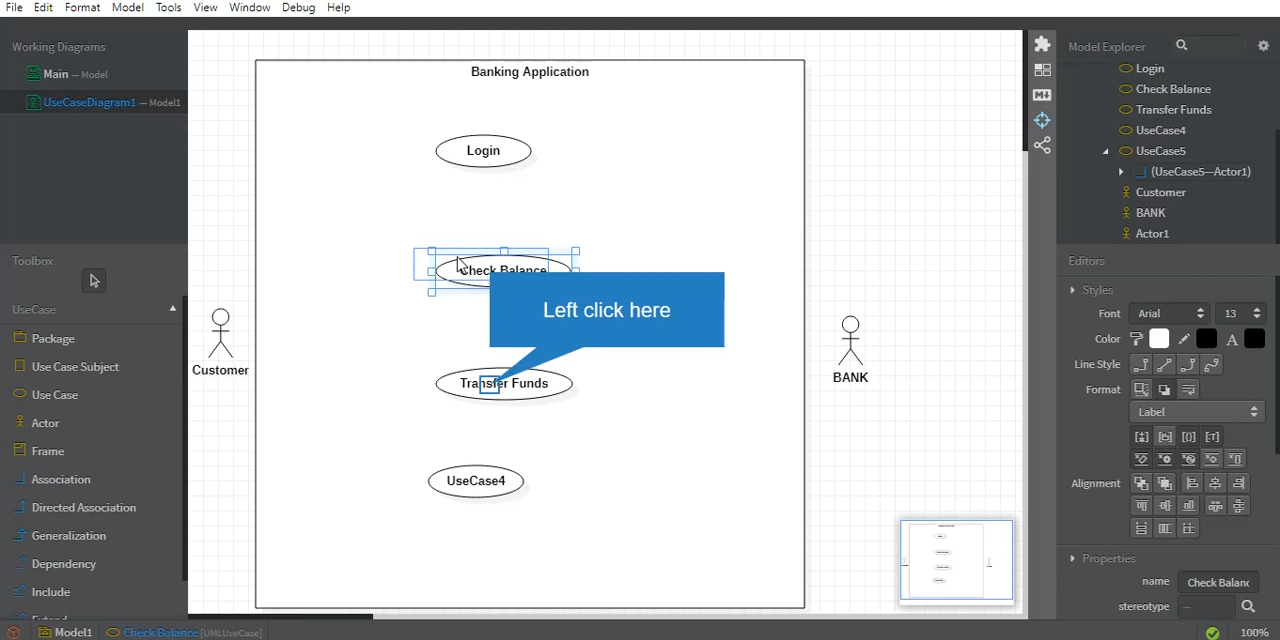 File Edit Format Model Tools View Window Debug Help
Working Diagrams
Main — Model
UseCaseDiagram1 — Model1
Toolbox
UseCase
Package
Use Case Subject
Use Case
Actor
Frame
Association
Directed Association
Generalization
Dependency
Include
Banking Application
Login
Check Balance
Left click here
Transfer Funds
UseCase4
Customer
BANK
Model Explorer
Login
Check Balance
Transfer Funds
UseCase4
UseCase5
(UseCase5—Actor1)
Customer
BANK
Actor1
Editors
Styles
Font Arial 13
Color A
Line Style
Format
Label
Alignment
Properties
name Check Balanc
stereotype —
Model1 Check Balance [UMLUseCase] 100%